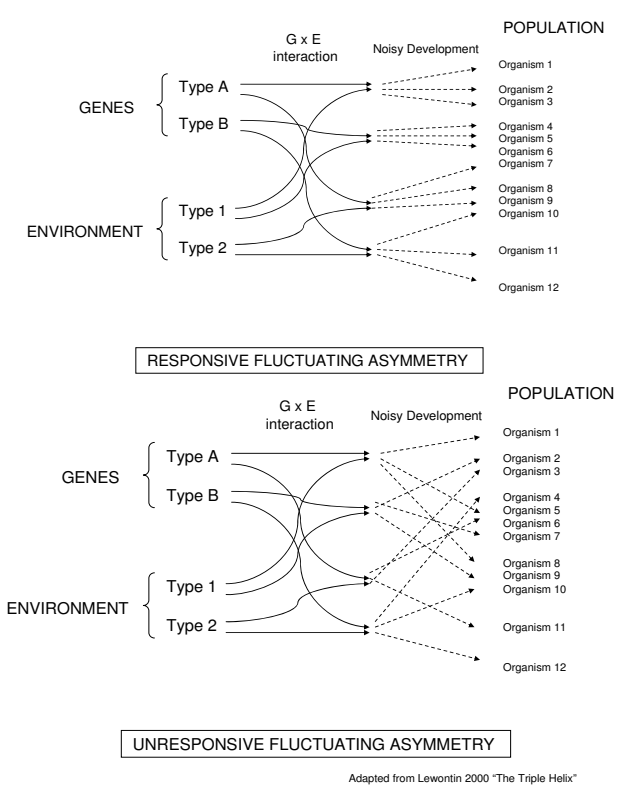 POPULATION
G x E
interaction
Noisy Development
Organism 1
Type A
Organism 2
Organism 3
GENES
Type B
Organism 4
Organism 5
Organism 6
Organism 7
Organism 8
Organism 9
Type 1
Organism 10
ENVIRONMENT
Type 2
Organism 11
Organism 12
RESPONSIVE FLUCTUATING ASYMMETRY
POPULATION
G x E
interaction
Noisy Development
Organism 1
Type A
Organism 2
Organism 3
GENES
Type B
Organism 4
Organism 5
Organism 6
Organism 7
Organism 8
Organism 9
Type 1
Organism 10
ENVIRONMENT
Type 2
Organism 11
Organism 12
UNRESPONSIVE FLUCTUATING ASYMMETRY
Adapted from Lewontin 2000 “The Triple Helix”